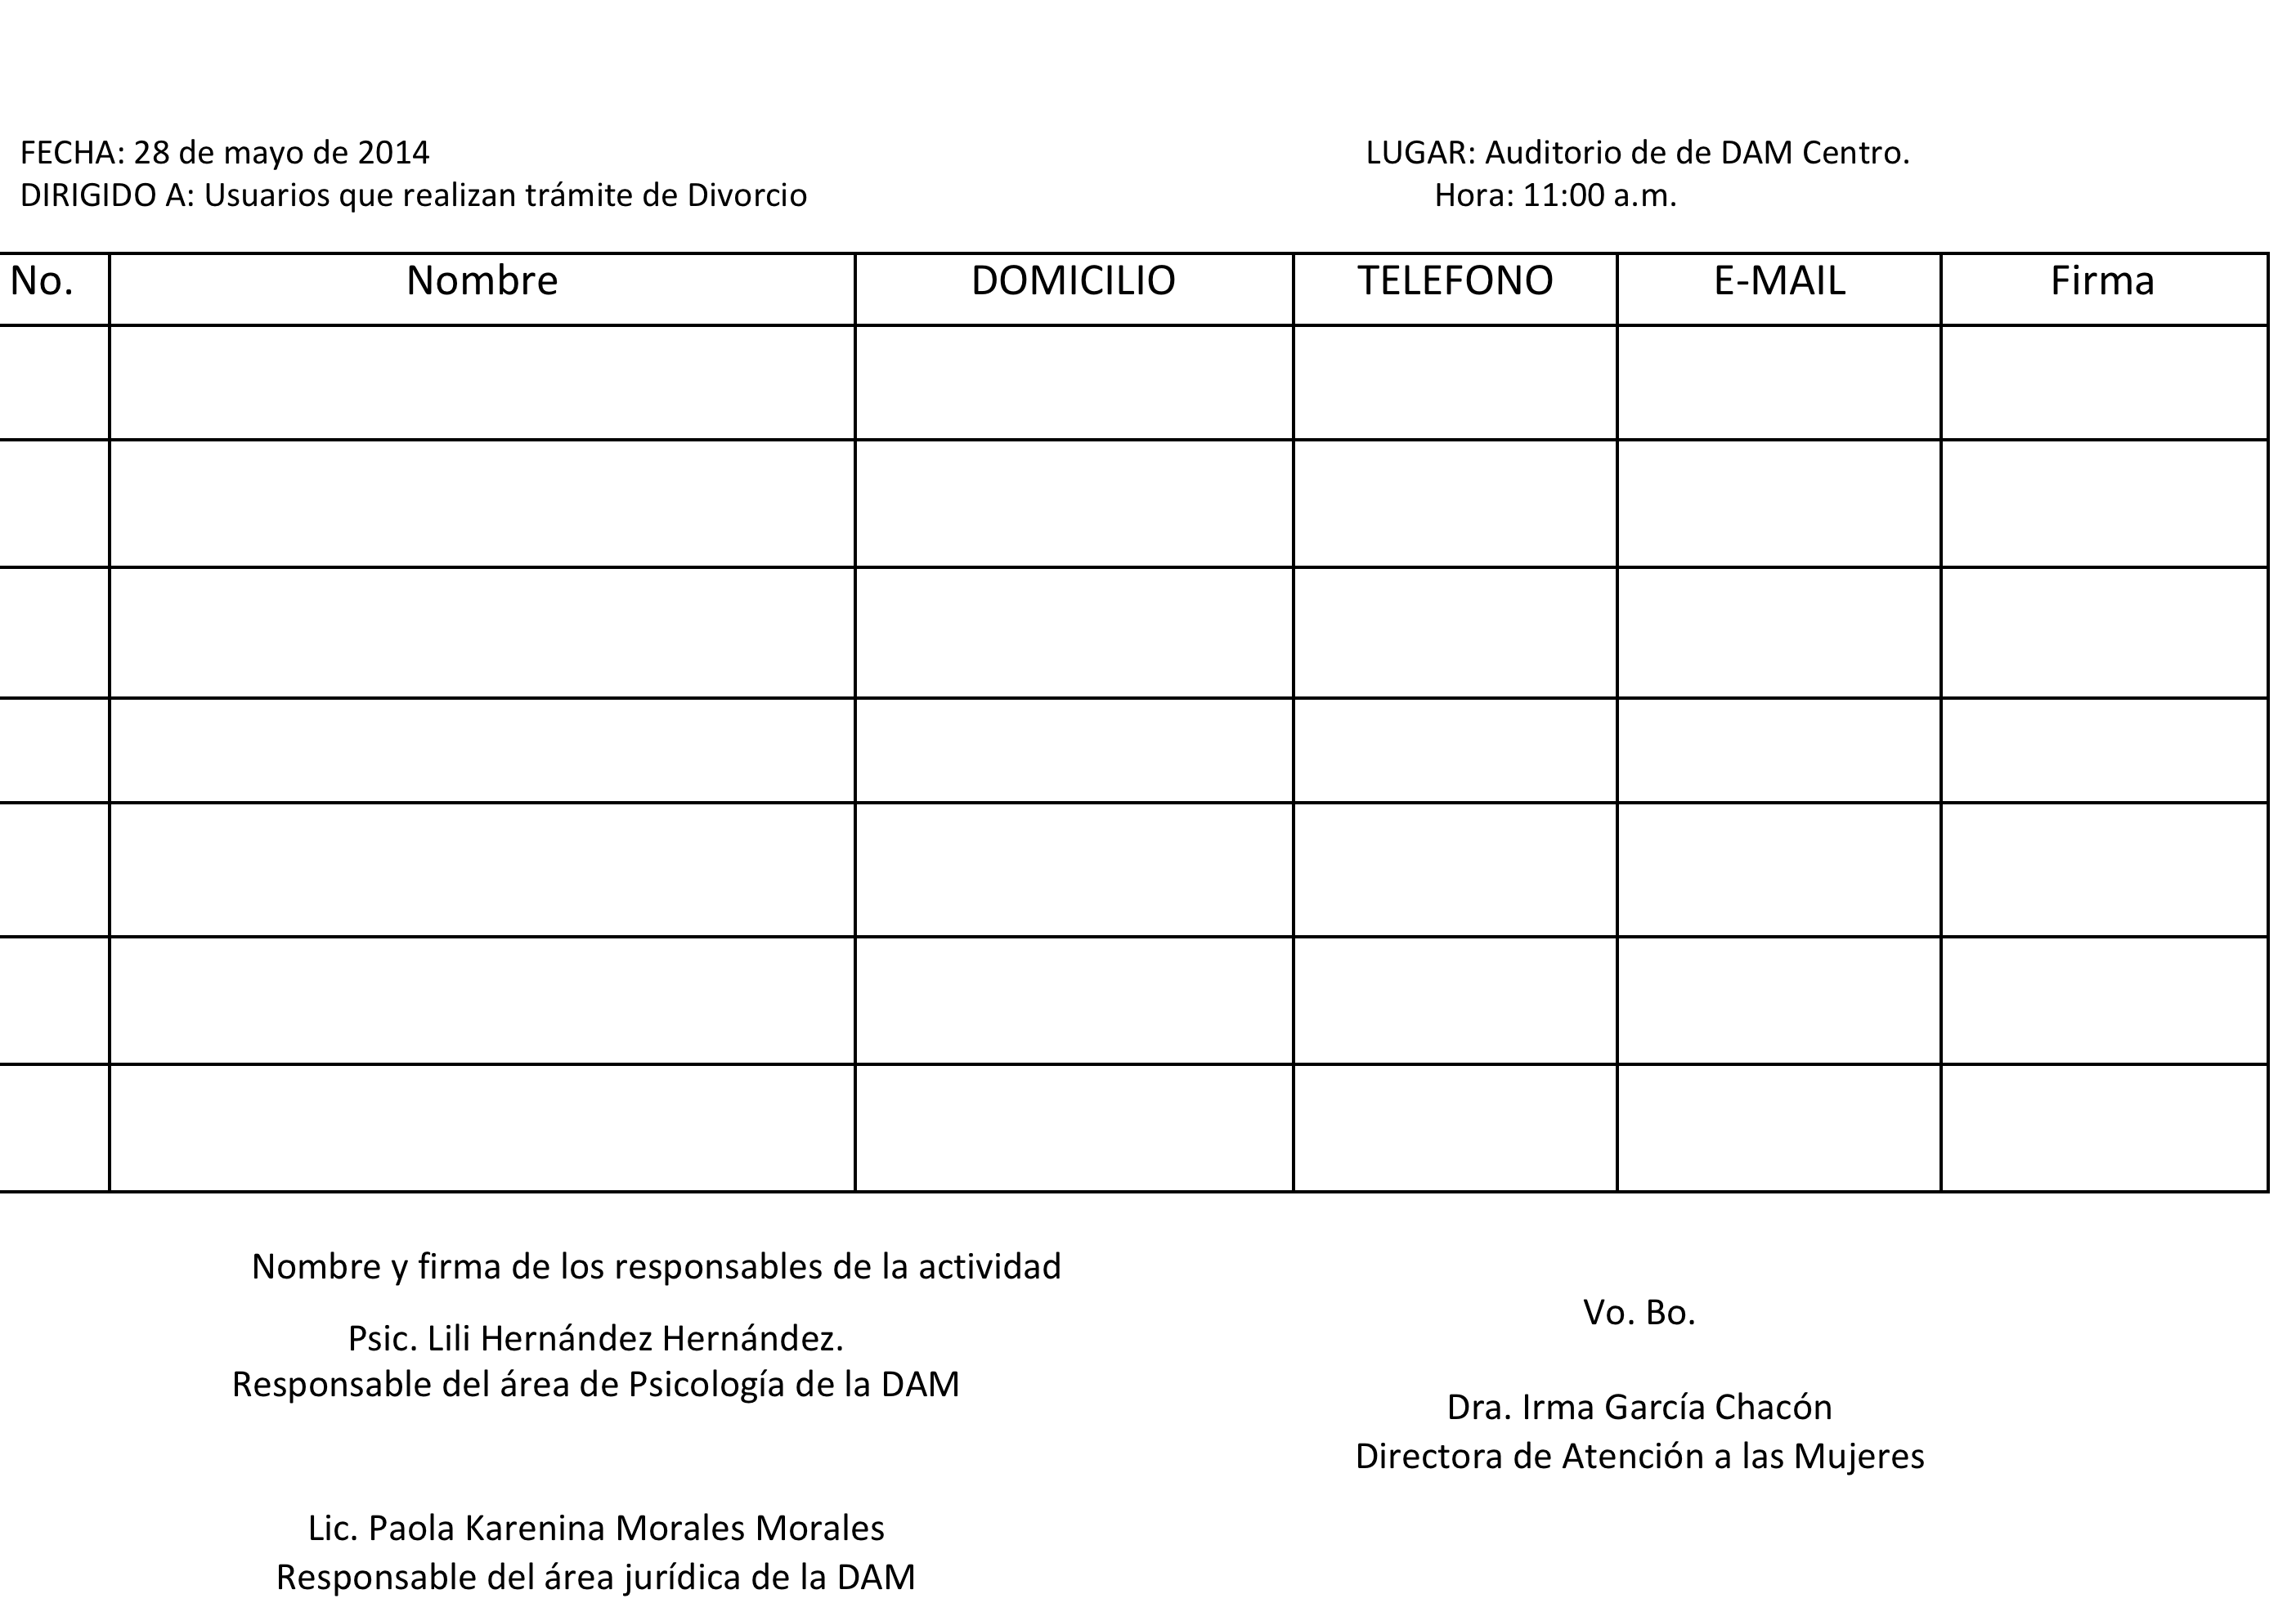 FECHA: 28 de mayo de 2014 LUGAR: Auditorio de de DAM Centro.
DIRIGIDO A: Usuarios que realizan trámite de Divorcio Hora: 11:00 a.m.
No. Nombre DOMICILIO TELEFONO E-MAIL Firma
Nombre y firma de los responsables de la actividad
Psic. Lili Hernández Hernández.
Responsable del área de Psicología de la DAM
Lic. Paola Karenina Morales Morales
Responsable del área jurídica de la DAM
Vo. Bo.
Dra. Irma García Chacón
Directora de Atención a las Mujeres